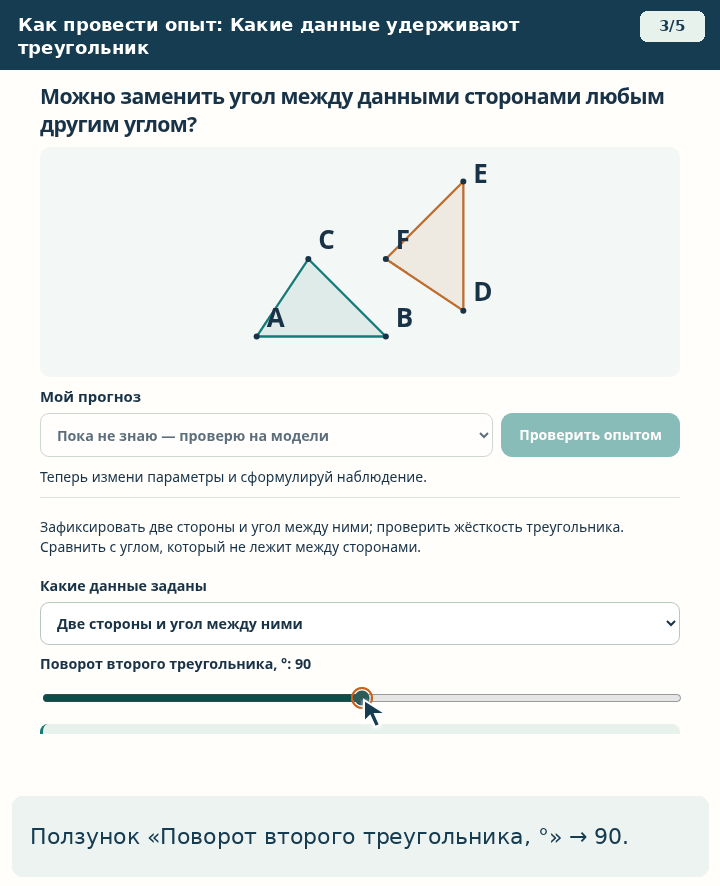 Как провести опыт: Какие данные удерживают
треугольник
3/5
Можно заменить угол между данными сторонами любым
другим углом?
E
C
F
D
A
B
Мой прогноз
Пока не знаю — проверю на модели
Проверить опытом
Теперь измени параметры и сформулируй наблюдение.
Зафиксировать две стороны и угол между ними; проверить жёсткость треугольника.
Сравнить с углом, который не лежит между сторонами.
Какие данные заданы
Две стороны и угол между ними
Поворот второго треугольника, °: 90
Ползунок «Поворот второго треугольника, °» → 90.